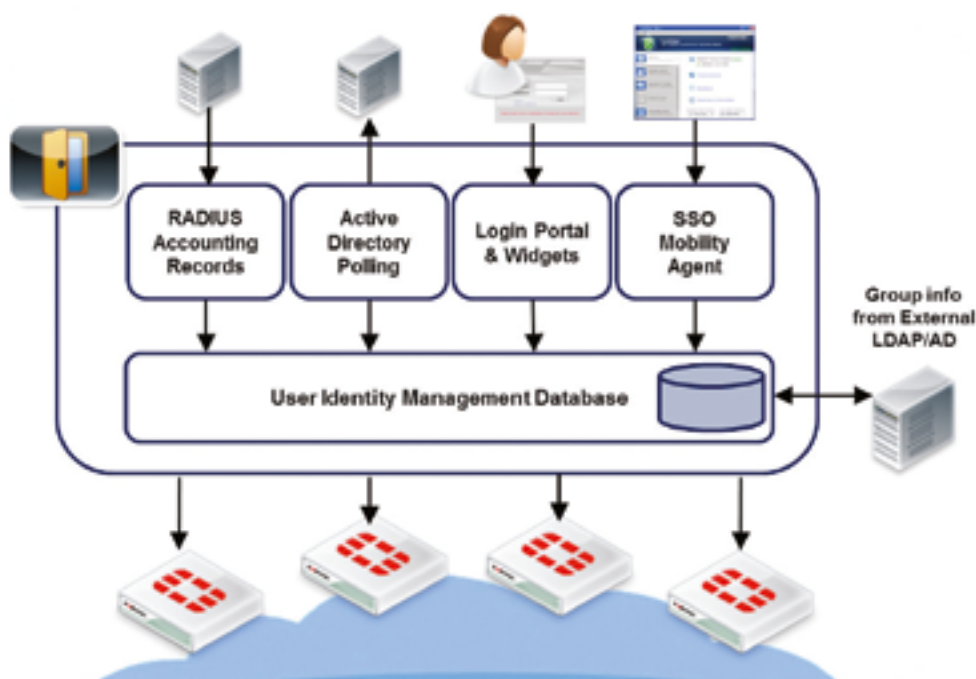 RADIUS
Accounting
Records
Active
Directory
Polling
Login Portal
& Widgets
SSO
Mobility
Agent
Group info
from External
LDAP/AD
User Identity Management Database